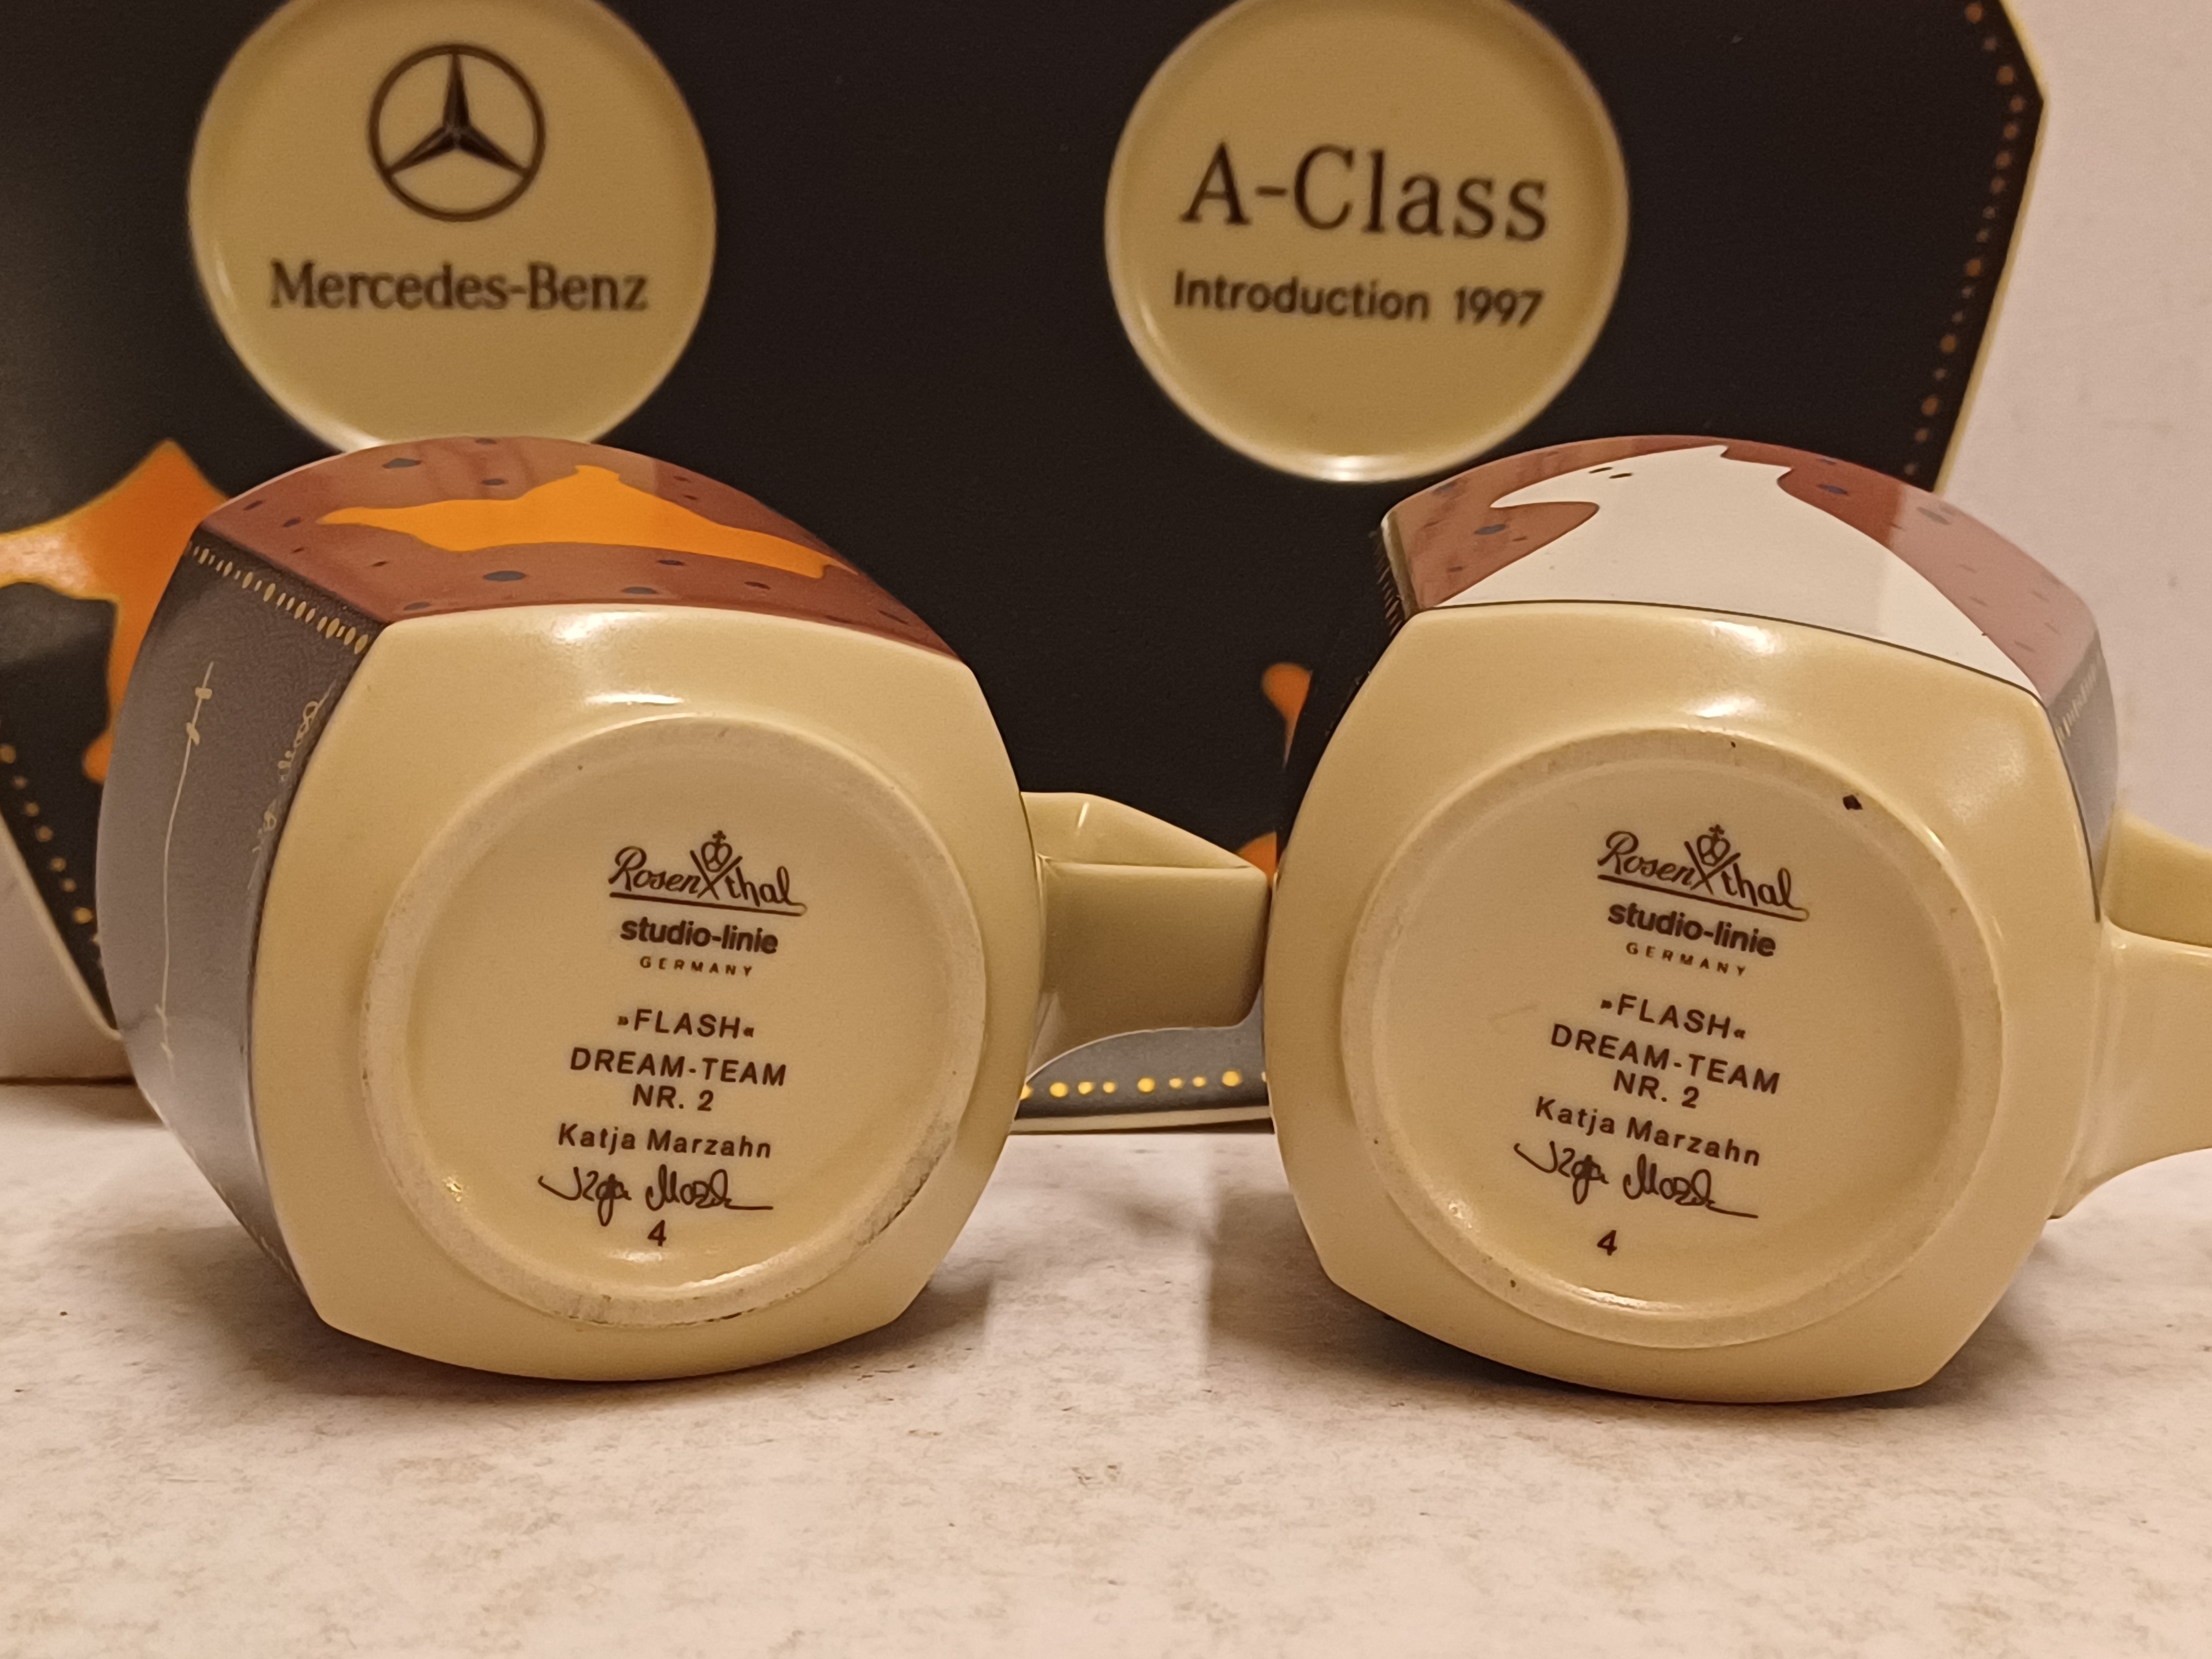 Mercedes-Benz
A-Class
Introduction 1997
Rosenthal
studio-linie
GERMANY
»FLASH«
DREAM-TEAM
NR. 2
Katja Marzahn
4
Rosenthal
studio-linie
GERMANY
»FLASH«
DREAM-TEAM
NR. 2
Katja Marzahn
4